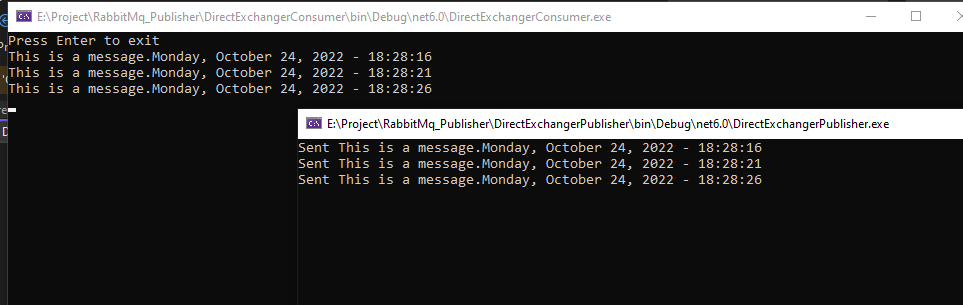 E:\Project\RabbitMq_Publisher\DirectExchangerConsumer\bin\Debug\net6.0\DirectExchangerConsumer.exe
Press Enter to exit
This is a message.Monday, October 24, 2022 - 18:28:16
This is a message.Monday, October 24, 2022 - 18:28:21
This is a message.Monday, October 24, 2022 - 18:28:26
E:\Project\RabbitMq_Publisher\DirectExchangerPublisher\bin\Debug\net6.0\DirectExchangerPublisher.exe
Sent This is a message.Monday, October 24, 2022 - 18:28:16
Sent This is a message.Monday, October 24, 2022 - 18:28:21
Sent This is a message.Monday, October 24, 2022 - 18:28:26